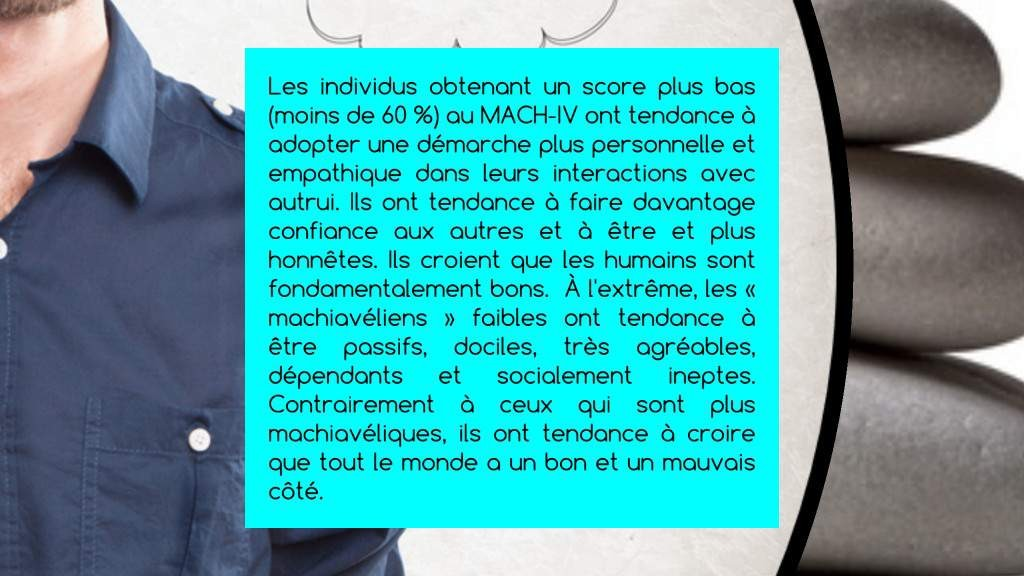 Les individus obtenant un score plus bas
(moins de 60 %) au MACH-IV ont tendance à
adopter une démarche plus personnelle et
empathique dans leurs interactions avec
autrui. Ils ont tendance à faire davantage
confiance aux autres et à être et plus
honnêtes. Ils croient que les humains sont
fondamentalement bons.  À l'extrême, les «
machiavéliens » faibles ont tendance à
être passifs, dociles, très agréables,
dépendants et socialement ineptes.
Contrairement à ceux qui sont plus
machiavéliques, ils ont tendance à croire
que tout le monde a un bon et un mauvais
côté.